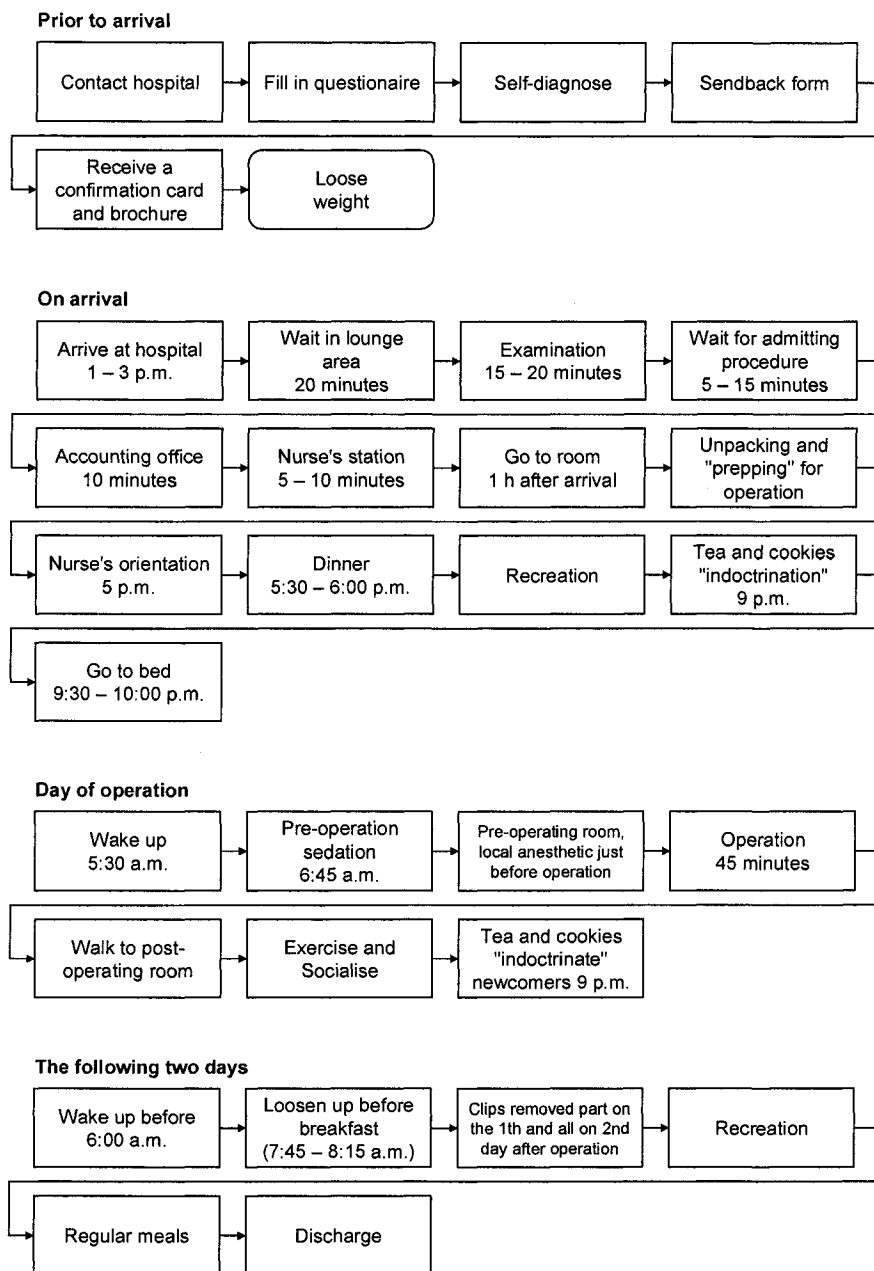 Prior to arrival
Contact hospital
Fill in questionaire
Self-diagnose
Sendback form
Receive a
confirmation card
and brochure
Loose
weight
On arrival
Arrive at hospital
1 – 3 p.m.
Wait in lounge
area
20 minutes
Examination
15 – 20 minutes
Wait for admitting
procedure
5 – 15 minutes
Accounting office
10 minutes
Nurse's station
5 – 10 minutes
Go to room
1 h after arrival
Unpacking and
"prepping" for
operation
Nurse's orientation
5 p.m.
Dinner
5:30 – 6:00 p.m.
Recreation
Tea and cookies
"indoctrination"
9 p.m.
Go to bed
9:30 – 10:00 p.m.
Day of operation
Wake up
5:30 a.m.
Pre-operation
sedation
6:45 a.m.
Pre-operating room,
local anesthetic just
before operation
Operation
45 minutes
Walk to post-
operating room
Exercise and
Socialise
Tea and cookies
"indoctrinate"
newcomers 9 p.m.
The following two days
Wake up before
6:00 a.m.
Loosen up before
breakfast
(7:45 – 8:15 a.m.)
Clips removed part on
the 1th and all on 2nd
day after operation
Recreation
Regular meals
Discharge